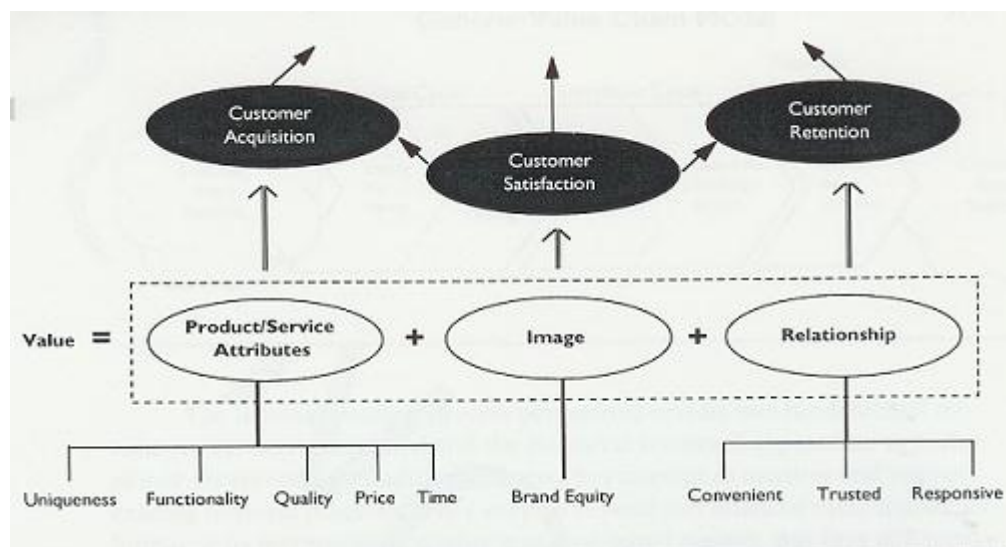 Customer
Acquisition
Customer
Satisfaction
Customer
Retention
Value =
Product/Service
Attributes
+
Image
+
Relationship
Uniqueness
Functionality
Quality
Price
Time
Brand Equity
Convenient
Trusted
Responsive